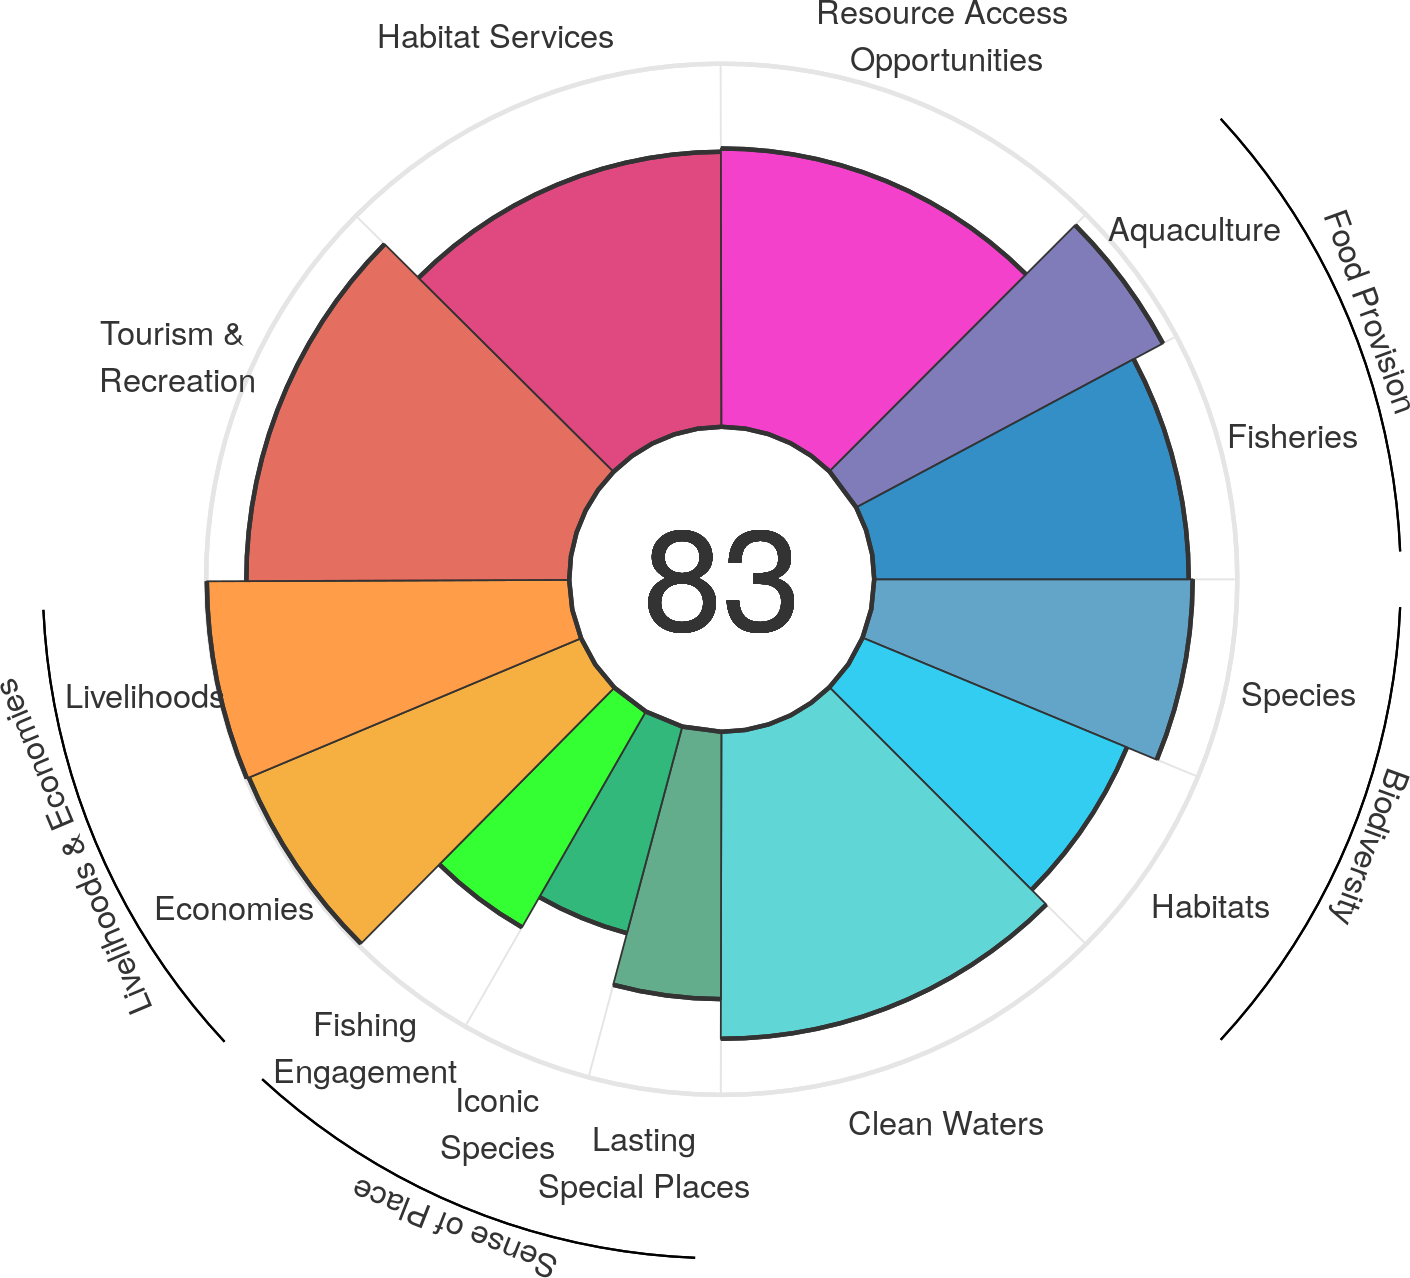 Resource Access
Opportunities
Habitat Services
Aquaculture
Food Provision
Tourism &
Recreation
Fisheries
83
Livelihoods
Species
Livelihoods & Economies
Biodiversity
Economies
Habitats
Fishing
Engagement
Iconic
Species
Lasting
Special Places
Clean Waters
Sense of Place